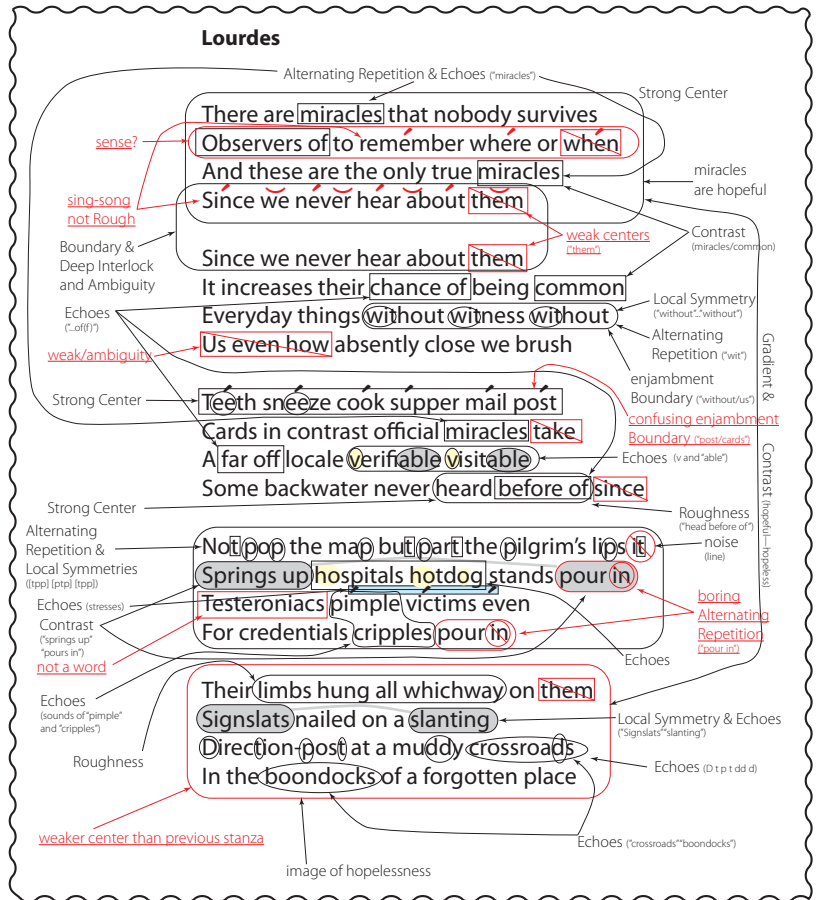 Lourdes
Alternating Repetition & Echoes ("miracles")
Strong Center
There are miracles that nobody survives
sense?
Observers of to remember where or when
And these are the only true miracles
miracles
are hopeful
sing-song
not Rough
Since we never hear about them
weak centers
("them")
Contrast
(miracles/common)
Boundary &
Deep Interlock
and Ambiguity
Since we never hear about them
It increases their chance of being common
Echoes
("...of(f)")
Everyday things without witness without
Local Symmetry
("without"..."without")
Alternating
Repetition ("wit")
weak/ambiguity
Us even how absently close we brush
enjambment
Boundary ("without/us")
Gradient &
Contrast (hopeful—hopeless)
Strong Center
Teeth sneeze cook supper mail post
confusing enjambment
Boundary ("post/cards")
Cards in contrast official miracles take
A far off locale verifiable visitable
Echoes (v and "able")
Some backwater never heard before of since
Strong Center
Roughness
("head before of")
Alternating
Repetition &
Local Symmetries
([tpp] [ptp] [tpp])
Not pop the map but part the pilgrim's lips it
noise
(line)
Springs up hospitals hotdog stands pour in
Echoes (stresses)
Testeroniacs pimple victims even
boring
Alternating
Repetition
("pour in")
Contrast
("springs up"
"pours in")
For credentials cripples pour in
not a word
Echoes
Echoes
(sounds of "pimple"
and "cripples")
Their limbs hung all whichway on them
Signslats nailed on a slanting
Local Symmetry & Echoes
("Signslats""slanting")
Roughness
Direction-post at a muddy crossroads
Echoes (D t p t dd d)
In the boondocks of a forgotten place
weaker center than previous stanza
Echoes ("crossroads""boondocks")
image of hopelessness